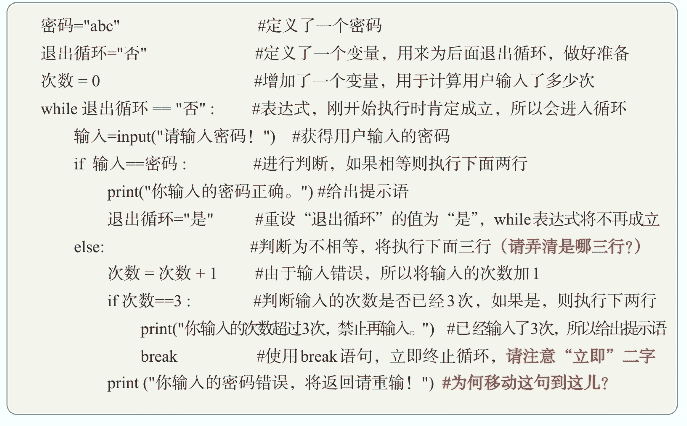 密码="abc" #定义了一个密码
退出循环="否" #定义了一个变量，用来为后面退出循环，做好准备
次数 = 0 #增加了一个变量，用于计算用户输入了多少次
while 退出循环 == "否" : #表达式，刚开始执行时肯定成立，所以会进入循环
输入=input("请输入密码！") #获得用户输入的密码
if 输入==密码 : #进行判断，如果相等则执行下面两行
print("你输入的密码正确。") #给出提示语
退出循环="是" #重设“退出循环”的值为“是”，while表达式将不再成立
else: #判断为不相等，将执行下面三行（请弄清是哪三行?）
次数 = 次数 + 1 #由于输入错误，所以将输入的次数加1
if 次数==3 : #判断输入的次数是否已经3次，如果是，则执行下两行
print("你输入的次数超过3次，禁止再输入。") #已经输入了3次，所以给出提示语
break #使用break语句，立即终止循环，请注意“立即”二字
print ("你输入的密码错误，将返回请重输！") #为何移动这句到这儿?